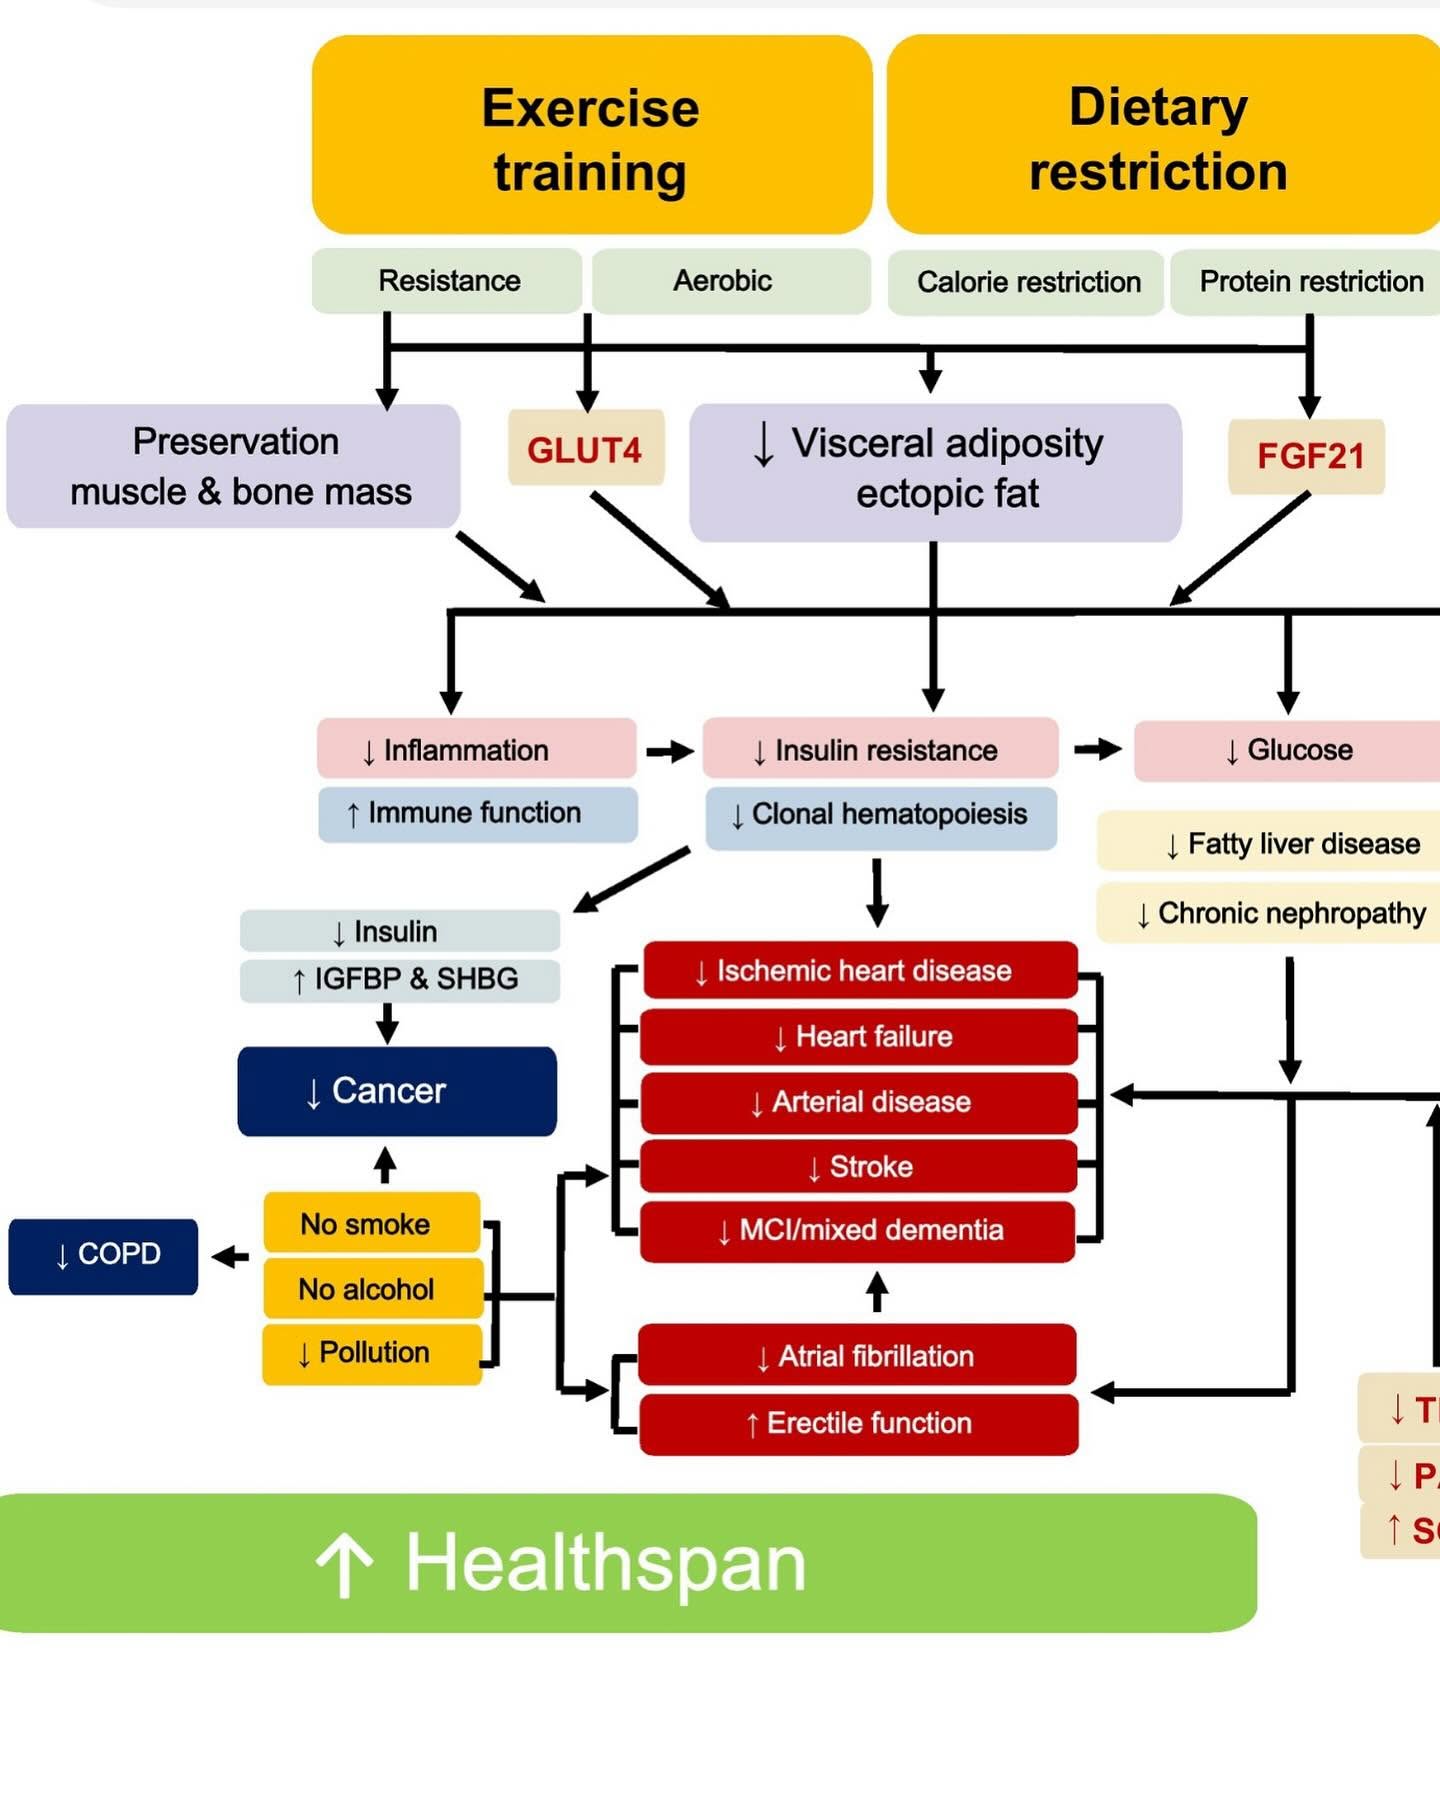 Exercise
training
Dietary
restriction
Resistance
Aerobic
Calorie restriction
Protein restriction
Preservation
muscle & bone mass
GLUT4
↓ Visceral adiposity
ectopic fat
FGF21
↓ Inflammation
↓ Insulin resistance
↓ Glucose
↑ Immune function
↓ Clonal hematopoiesis
↓ Fatty liver disease
↓ Chronic nephropathy
↓ Insulin
↑ IGFBP & SHBG
↓ Cancer
↓ Ischemic heart disease
↓ Heart failure
↓ Arterial disease
↓ Stroke
↓ MCI/mixed dementia
No smoke
No alcohol
↓ Pollution
↓ COPD
↓ Atrial fibrillation
↑ Erectile function
↑ Healthspan